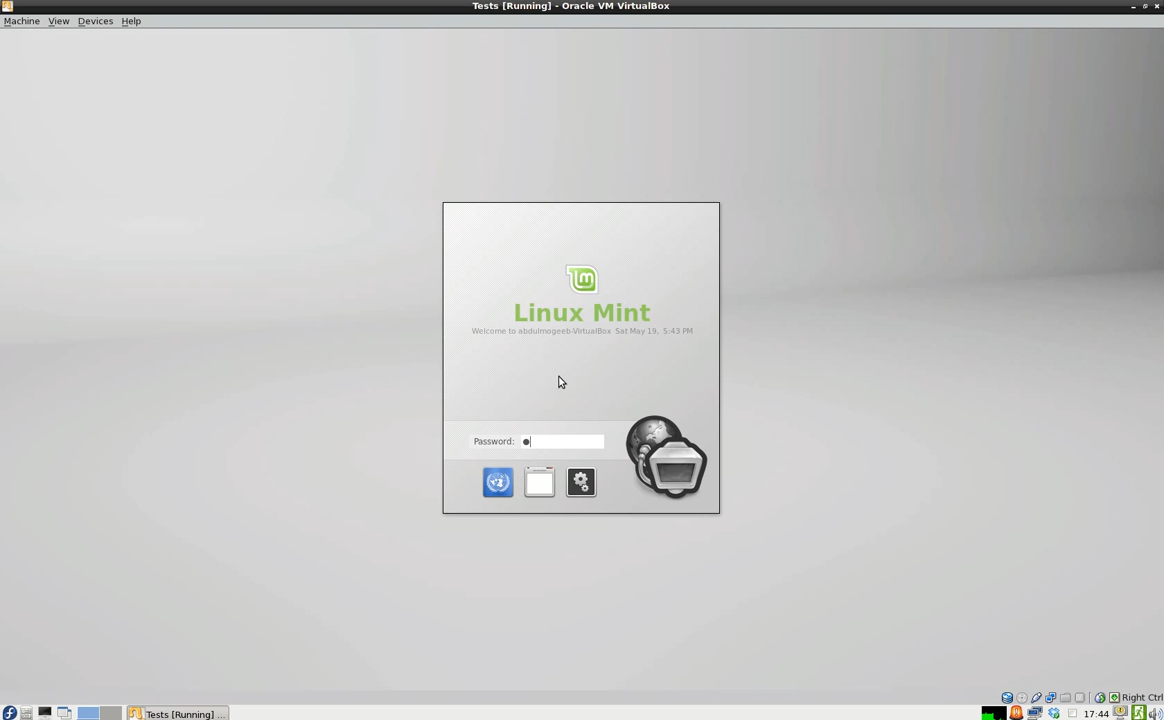 Tests [Running] - Oracle VM VirtualBox
Machine View Devices Help
Linux Mint
Welcome to abdulmogeeb-VirtualBox Sat May 19, 5:43 PM
Password:
Right Ctrl
Tests [Running] ...
17:44